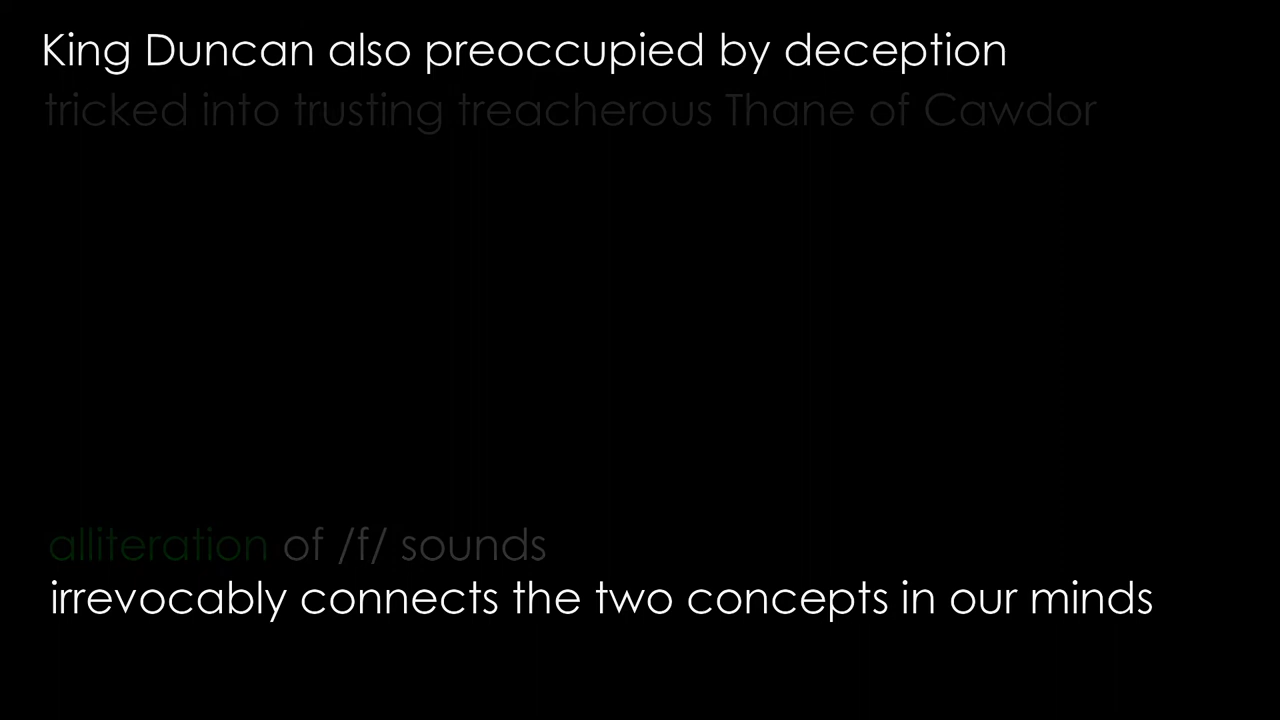 King Duncan also preoccupied by deception
tricked into trusting treacherous Thane of Cawdor
alliteration of /f/ sounds
irrevocably connects the two concepts in our minds